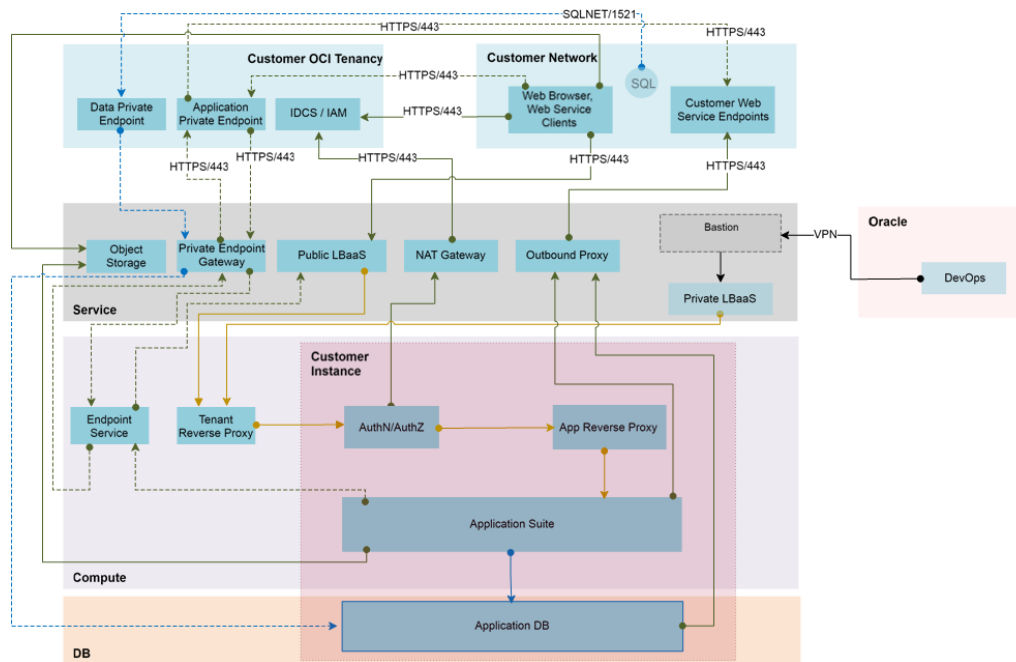 SQLNET/1521
HTTPS/443
HTTPS/443
HTTPS/443
Customer OCI Tenancy
Customer Network
HTTPS/443
SQL
Data Private
Endpoint
Application
Private Endpoint
IDCS / IAM
HTTPS/443
Web Browser,
Web Service
Clients
Customer Web
Service Endpoints
HTTPS/443
HTTPS/443
HTTPS/443
HTTPS/443
Object
Storage
Private Endpoint
Gateway
Public LBaaS
NAT Gateway
Outbound Proxy
Bastion
VPN
Oracle
DevOps
Private LBaaS
Service
Customer
Instance
Endpoint
Service
Tenant
Reverse Proxy
AuthN/AuthZ
App Reverse Proxy
Application Suite
Compute
Application DB
DB